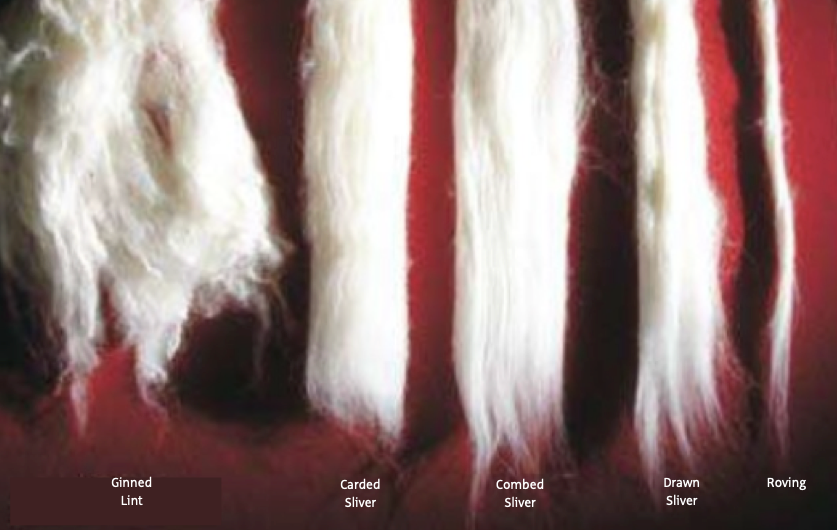 Ginned
Lint
Carded
Sliver
Combed
Sliver
Drawn
Sliver
Roving